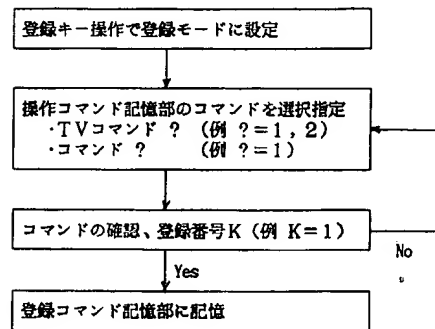 登録キー操作で登録モードに設定
操作コマンド記憶部のコマンドを選択指定
・TVコマンド ? (例 ?=1,2)
・コマンド ? (例 ?=1)
コマンドの確認、登録番号K(例 K=1)
No
Yes
登録コマンド記憶部に記憶